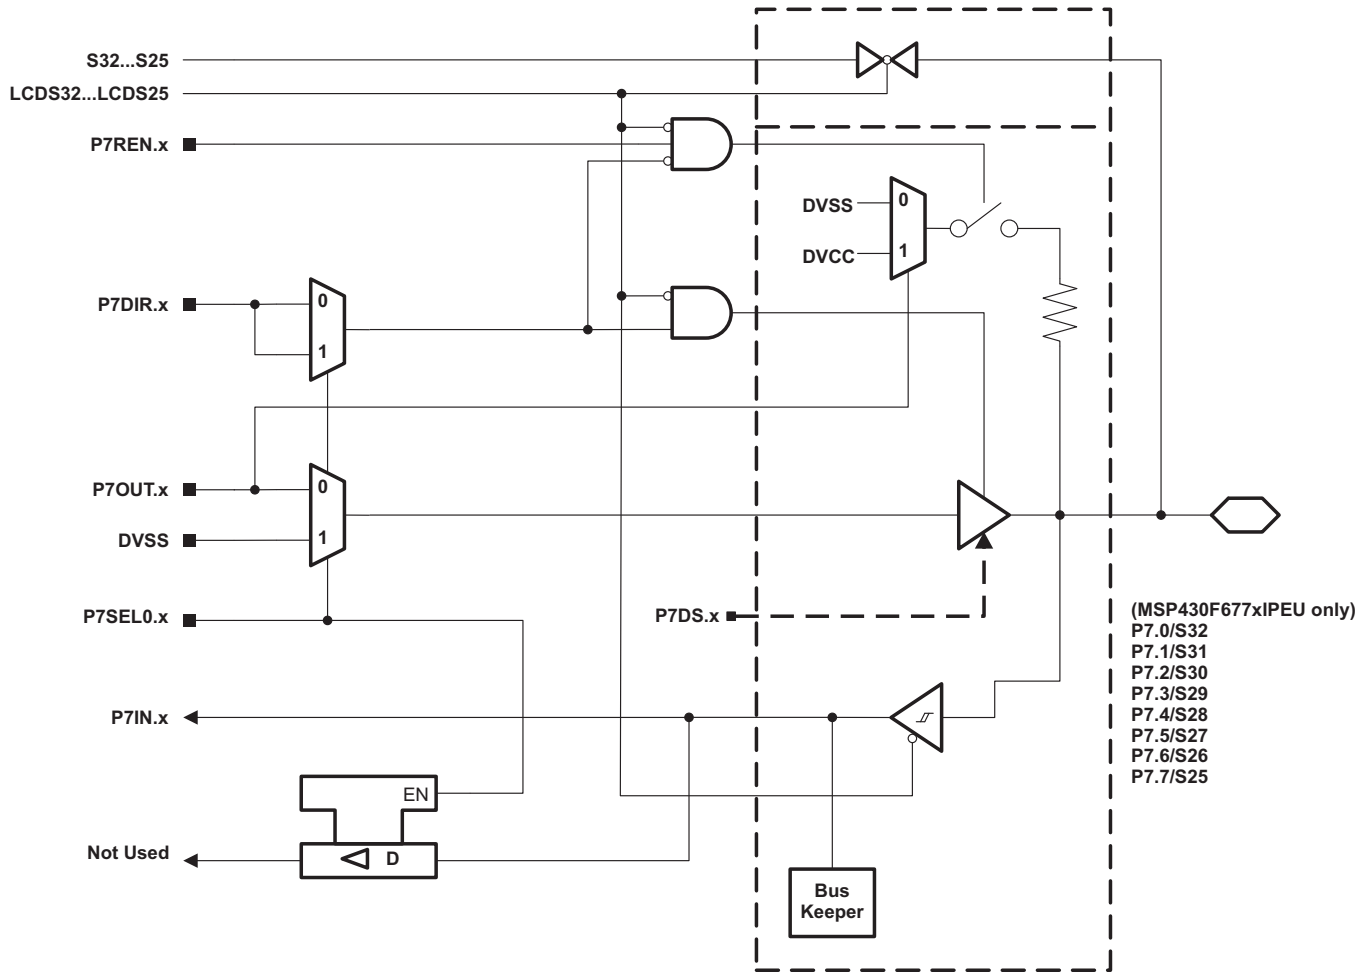 S32...S25
LCDS32...LCDS25
P7REN.x
DVSS
0
DVCC
1
P7DIR.x
0
1
P7OUT.x
0
DVSS
1
P7SEL0.x
P7DS.x
(MSP430F677xIPEU only)
P7.0/S32
P7.1/S31
P7.2/S30
P7.3/S29
P7.4/S28
P7.5/S27
P7.6/S26
P7.7/S25
P7IN.x
EN
Not Used
D
Bus
Keeper